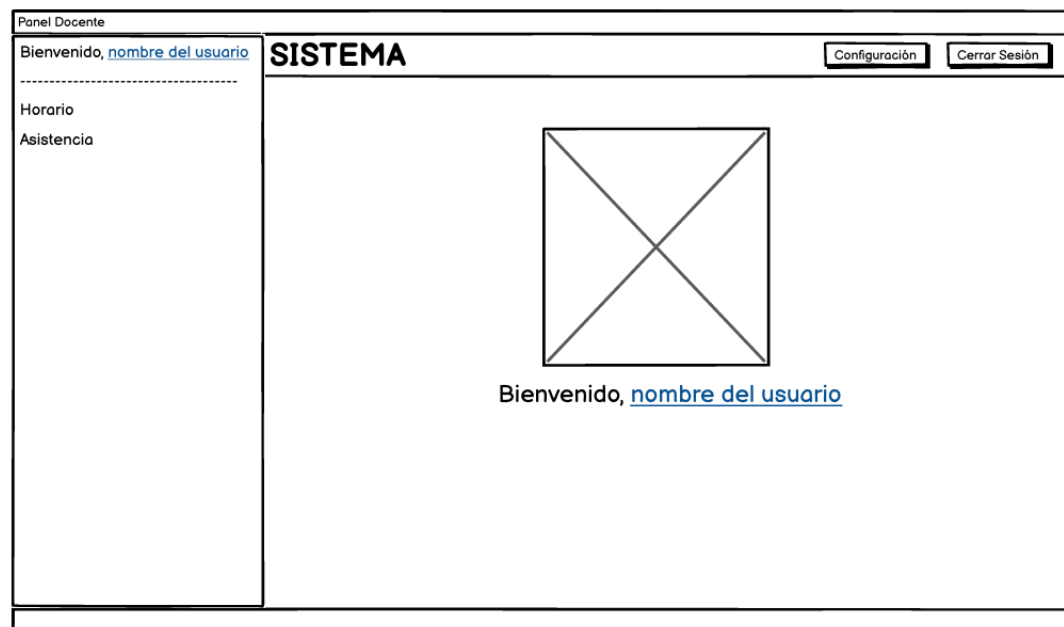 Panel Docente
Bienvenido, nombre del usuario
-----------------------------------
Horario
Asistencia
SISTEMA
Configuración
Cerrar Sesión
Bienvenido, nombre del usuario